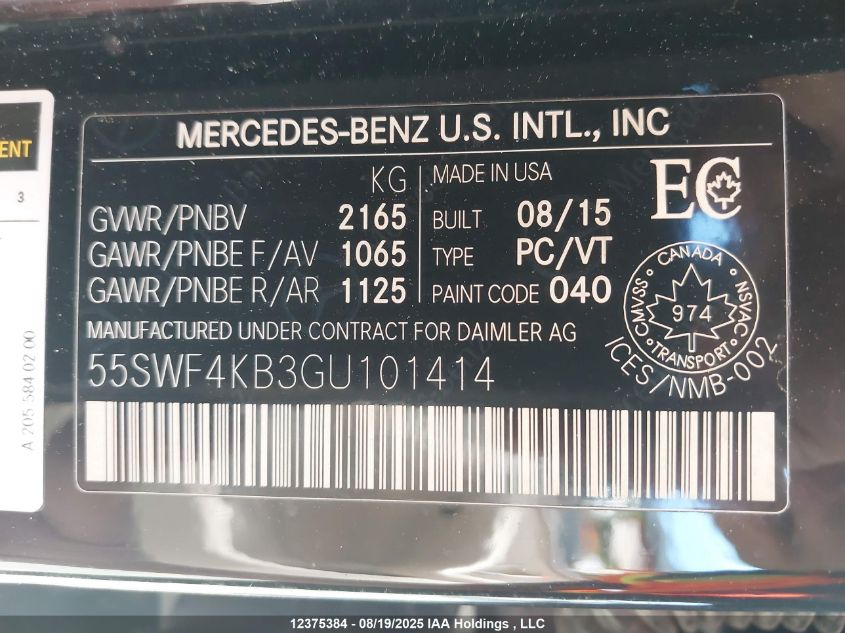 MERCEDES-BENZ U.S. INTL., INC
KG
GVWR/PNBV 2165
GAWR/PNBE F/AV 1065
GAWR/PNBE R/AR 1125
MADE IN USA
BUILT 08/15
TYPE PC/VT
PAINT CODE 040
EC
CMVSS · CANADA · NSVAC · TRANSPORT
974
ICES/NMB-002
MANUFACTURED UNDER CONTRACT FOR DAIMLER AG
55SWF4KB3GU101414
ENT
3
A 205 584 02 00
12375384 - 08/19/2025 IAA Holdings , LLC